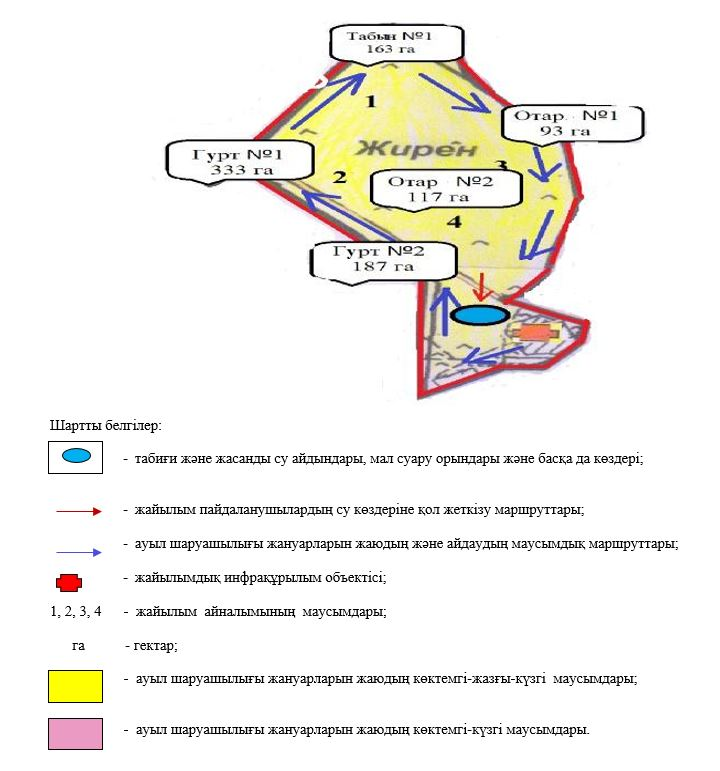 Табын №1
163 га
1
Отар №1
93 га
Жирен
Гурт №1
333 га
3
2
Отар №2
117 га
4
Гурт №2
187 га
Шартты белгілер:
- табиғи және жасанды су айдындары, мал суару орындары және басқа да көздері;
- жайылым пайдаланушылардың су көздеріне қол жеткізу маршруттары;
- ауыл шаруашылығы жануарларын жаюдың және айдаудың маусымдық маршруттары;
- жайылымдық инфрақұрылым объектісі;
1, 2, 3, 4 - жайылым айналымының маусымдары;
га - гектар;
- ауыл шаруашылығы жануарларын жаюдың көктемгі-жазғы-күзгі маусымдары;
- ауыл шаруашылығы жануарларын жаюдың көктемгі-күзгі маусымдары.